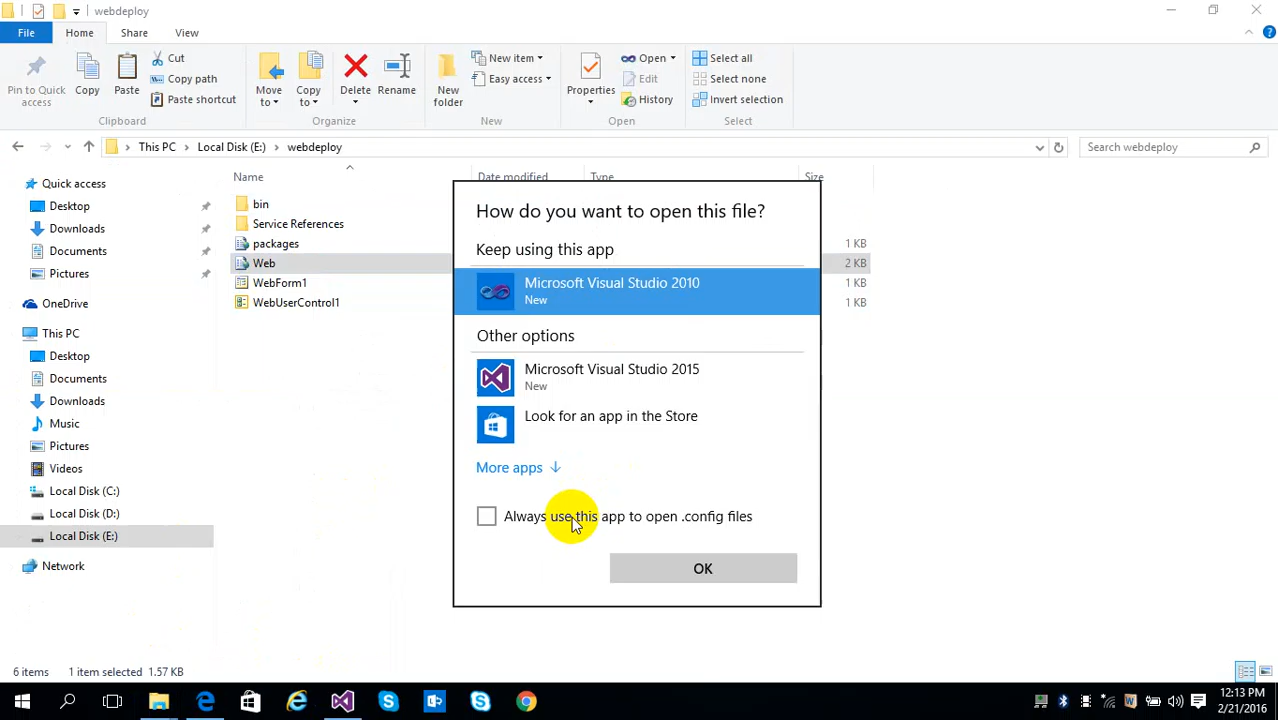 webdeploy
File
Home
Share
View
Pin to Quick access
Copy
Paste
Cut
Copy path
Paste shortcut
Clipboard
Move to
Copy to
Delete
Rename
Organize
New folder
New item
Easy access
New
Properties
Open
Edit
History
Open
Select all
Select none
Invert selection
Select
This PC > Local Disk (E:) > webdeploy
Search webdeploy
Name
Date modified
Type
Size
Quick access
Desktop
Downloads
Documents
Pictures
OneDrive
This PC
Desktop
Documents
Downloads
Music
Pictures
Videos
Local Disk (C:)
Local Disk (D:)
Local Disk (E:)
Network
bin
Service References
packages
1 KB
Web
2 KB
WebForm1
1 KB
WebUserControl1
1 KB
How do you want to open this file?
Keep using this app
Microsoft Visual Studio 2010
New
Other options
Microsoft Visual Studio 2015
New
Look for an app in the Store
More apps
Always use this app to open .config files
OK
6 items
1 item selected 1.57 KB
12:13 PM
2/21/2016